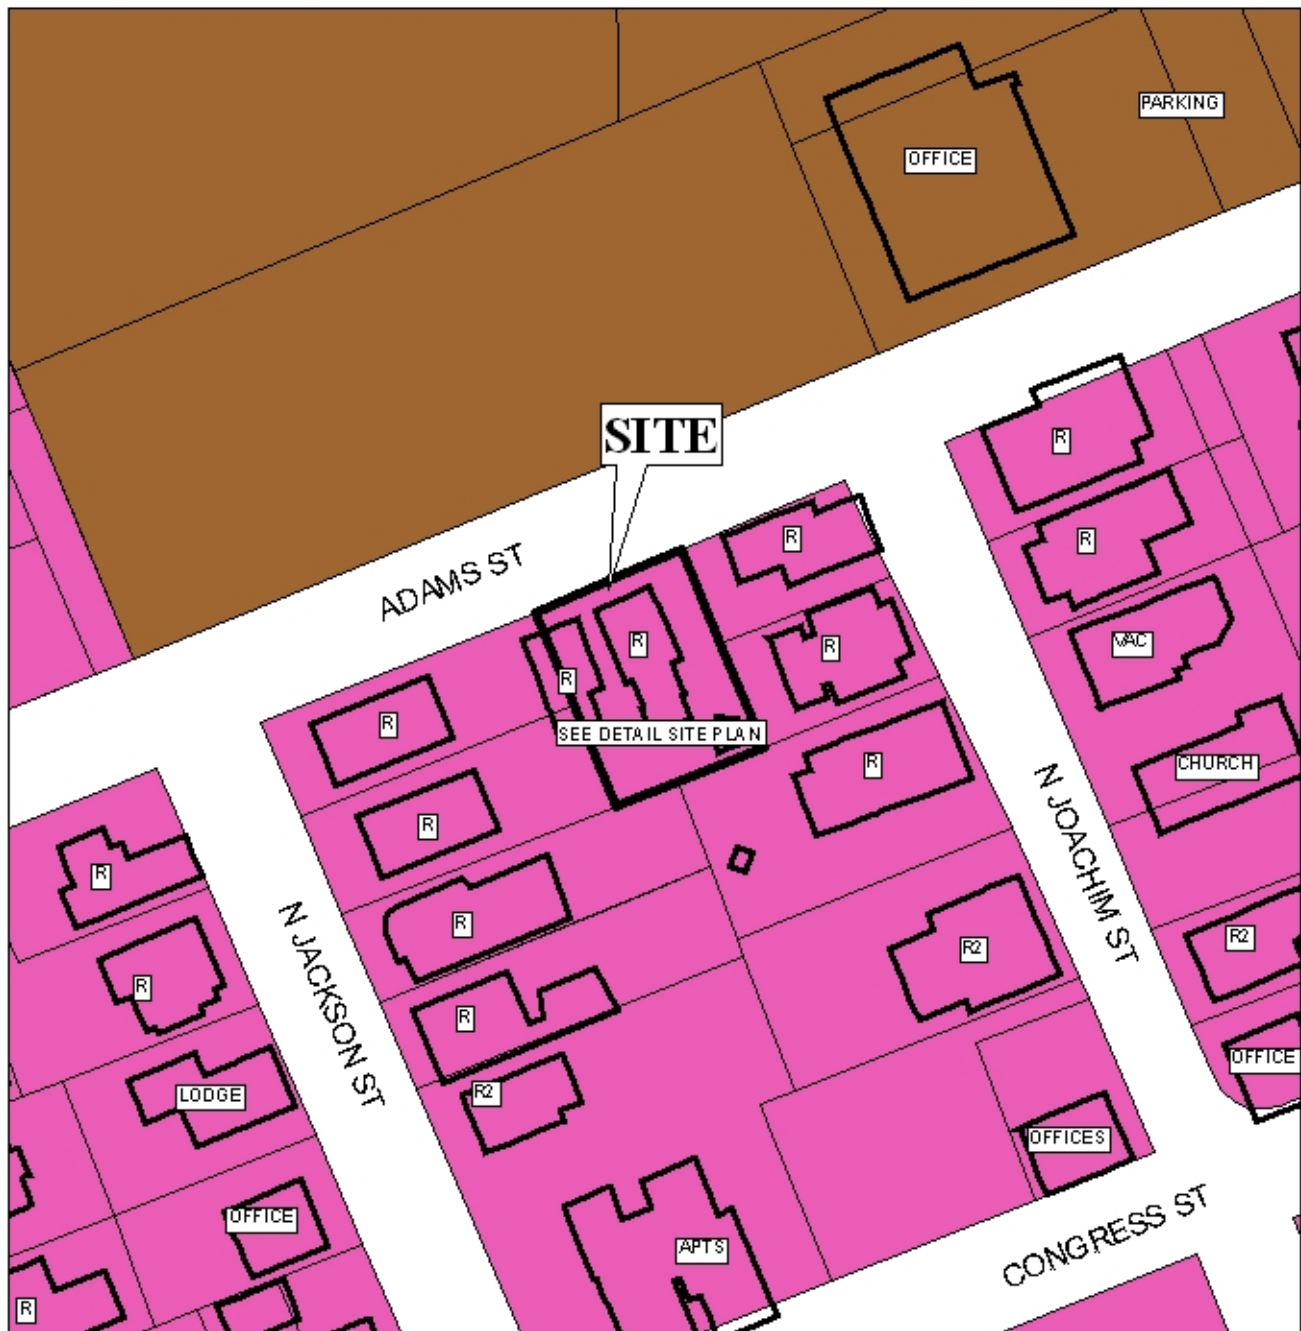 PARKING
OFFICE
SITE
R
R
ADAMS ST
R
R
R
VAC
R
R
SEE DETAIL SITE PLAN
R
CHURCH
R
R
N JOACHIM ST
R
R2
R2
N JACKSON ST
R
R
OFFICE
LODGE
R2
OFFICES
OFFICE
CONGRESS ST
APTS
R